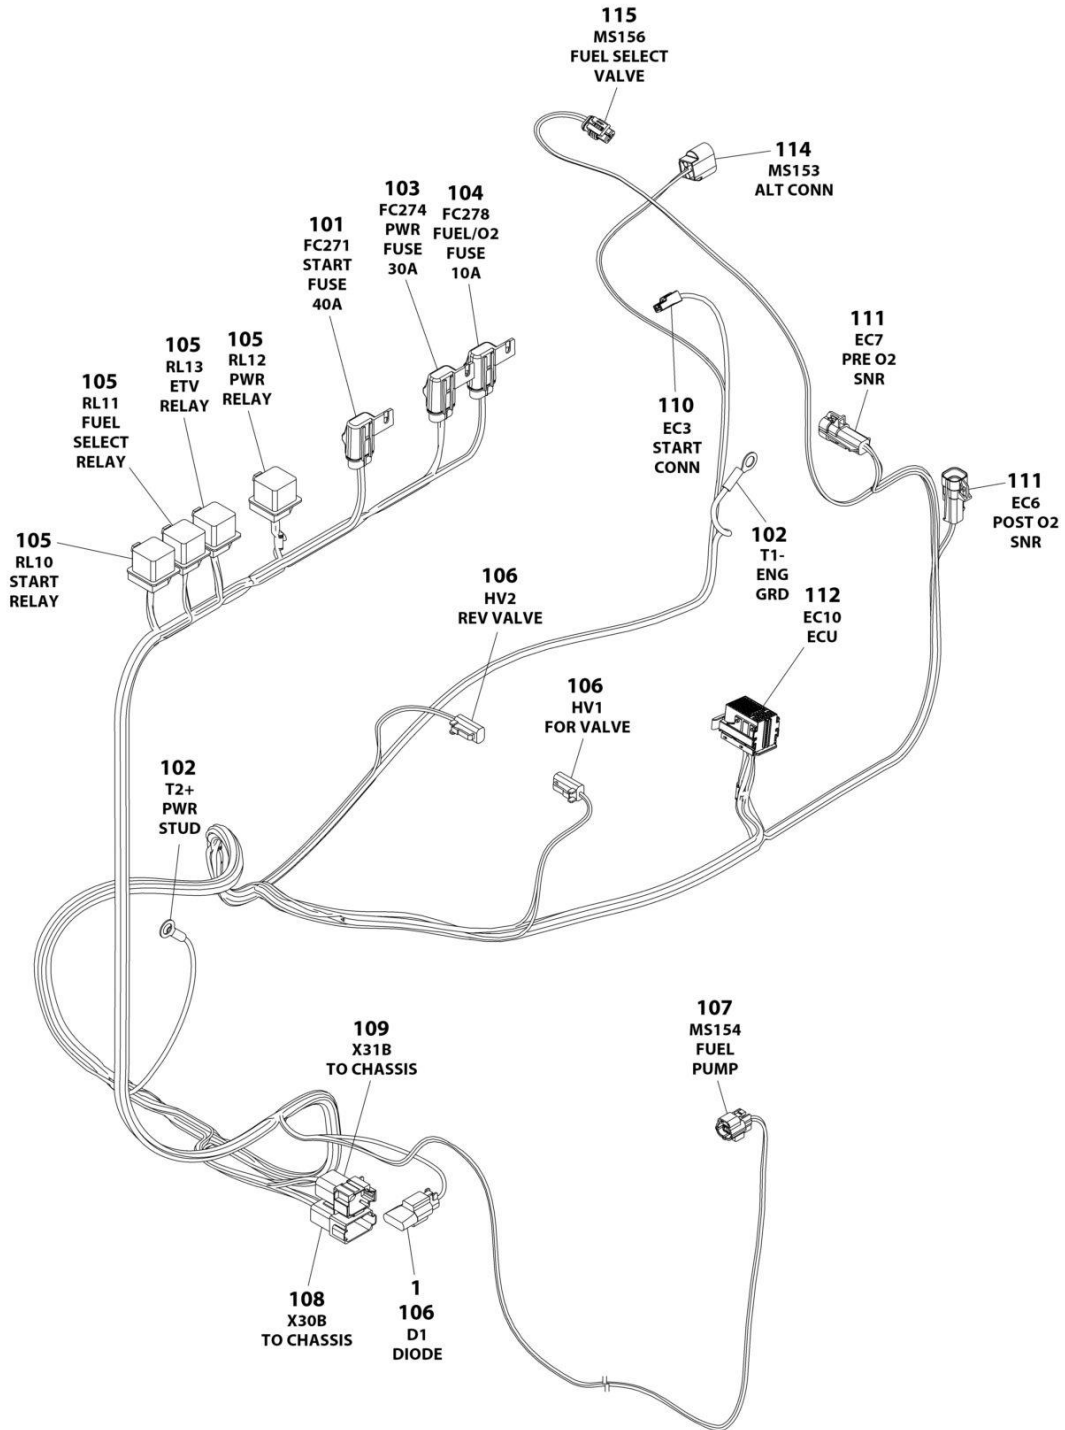 115
MS156
FUEL SELECT
VALVE
114
MS153
ALT CONN
103
FC274
PWR
FUSE
30A
104
FC278
FUEL/O2
FUSE
10A
101
FC271
START
FUSE
40A
105
RL12
PWR
RELAY
105
RL13
ETV
RELAY
105
RL11
FUEL
SELECT
RELAY
105
RL10
START
RELAY
111
EC7
PRE O2
SNR
110
EC3
START
CONN
111
EC6
POST O2
SNR
102
T1-
ENG
GRD
112
EC10
ECU
106
HV2
REV VALVE
106
HV1
FOR VALVE
102
T2+
PWR
STUD
107
MS154
FUEL
PUMP
109
X31B
TO CHASSIS
108
X30B
TO CHASSIS
1
106
D1
DIODE